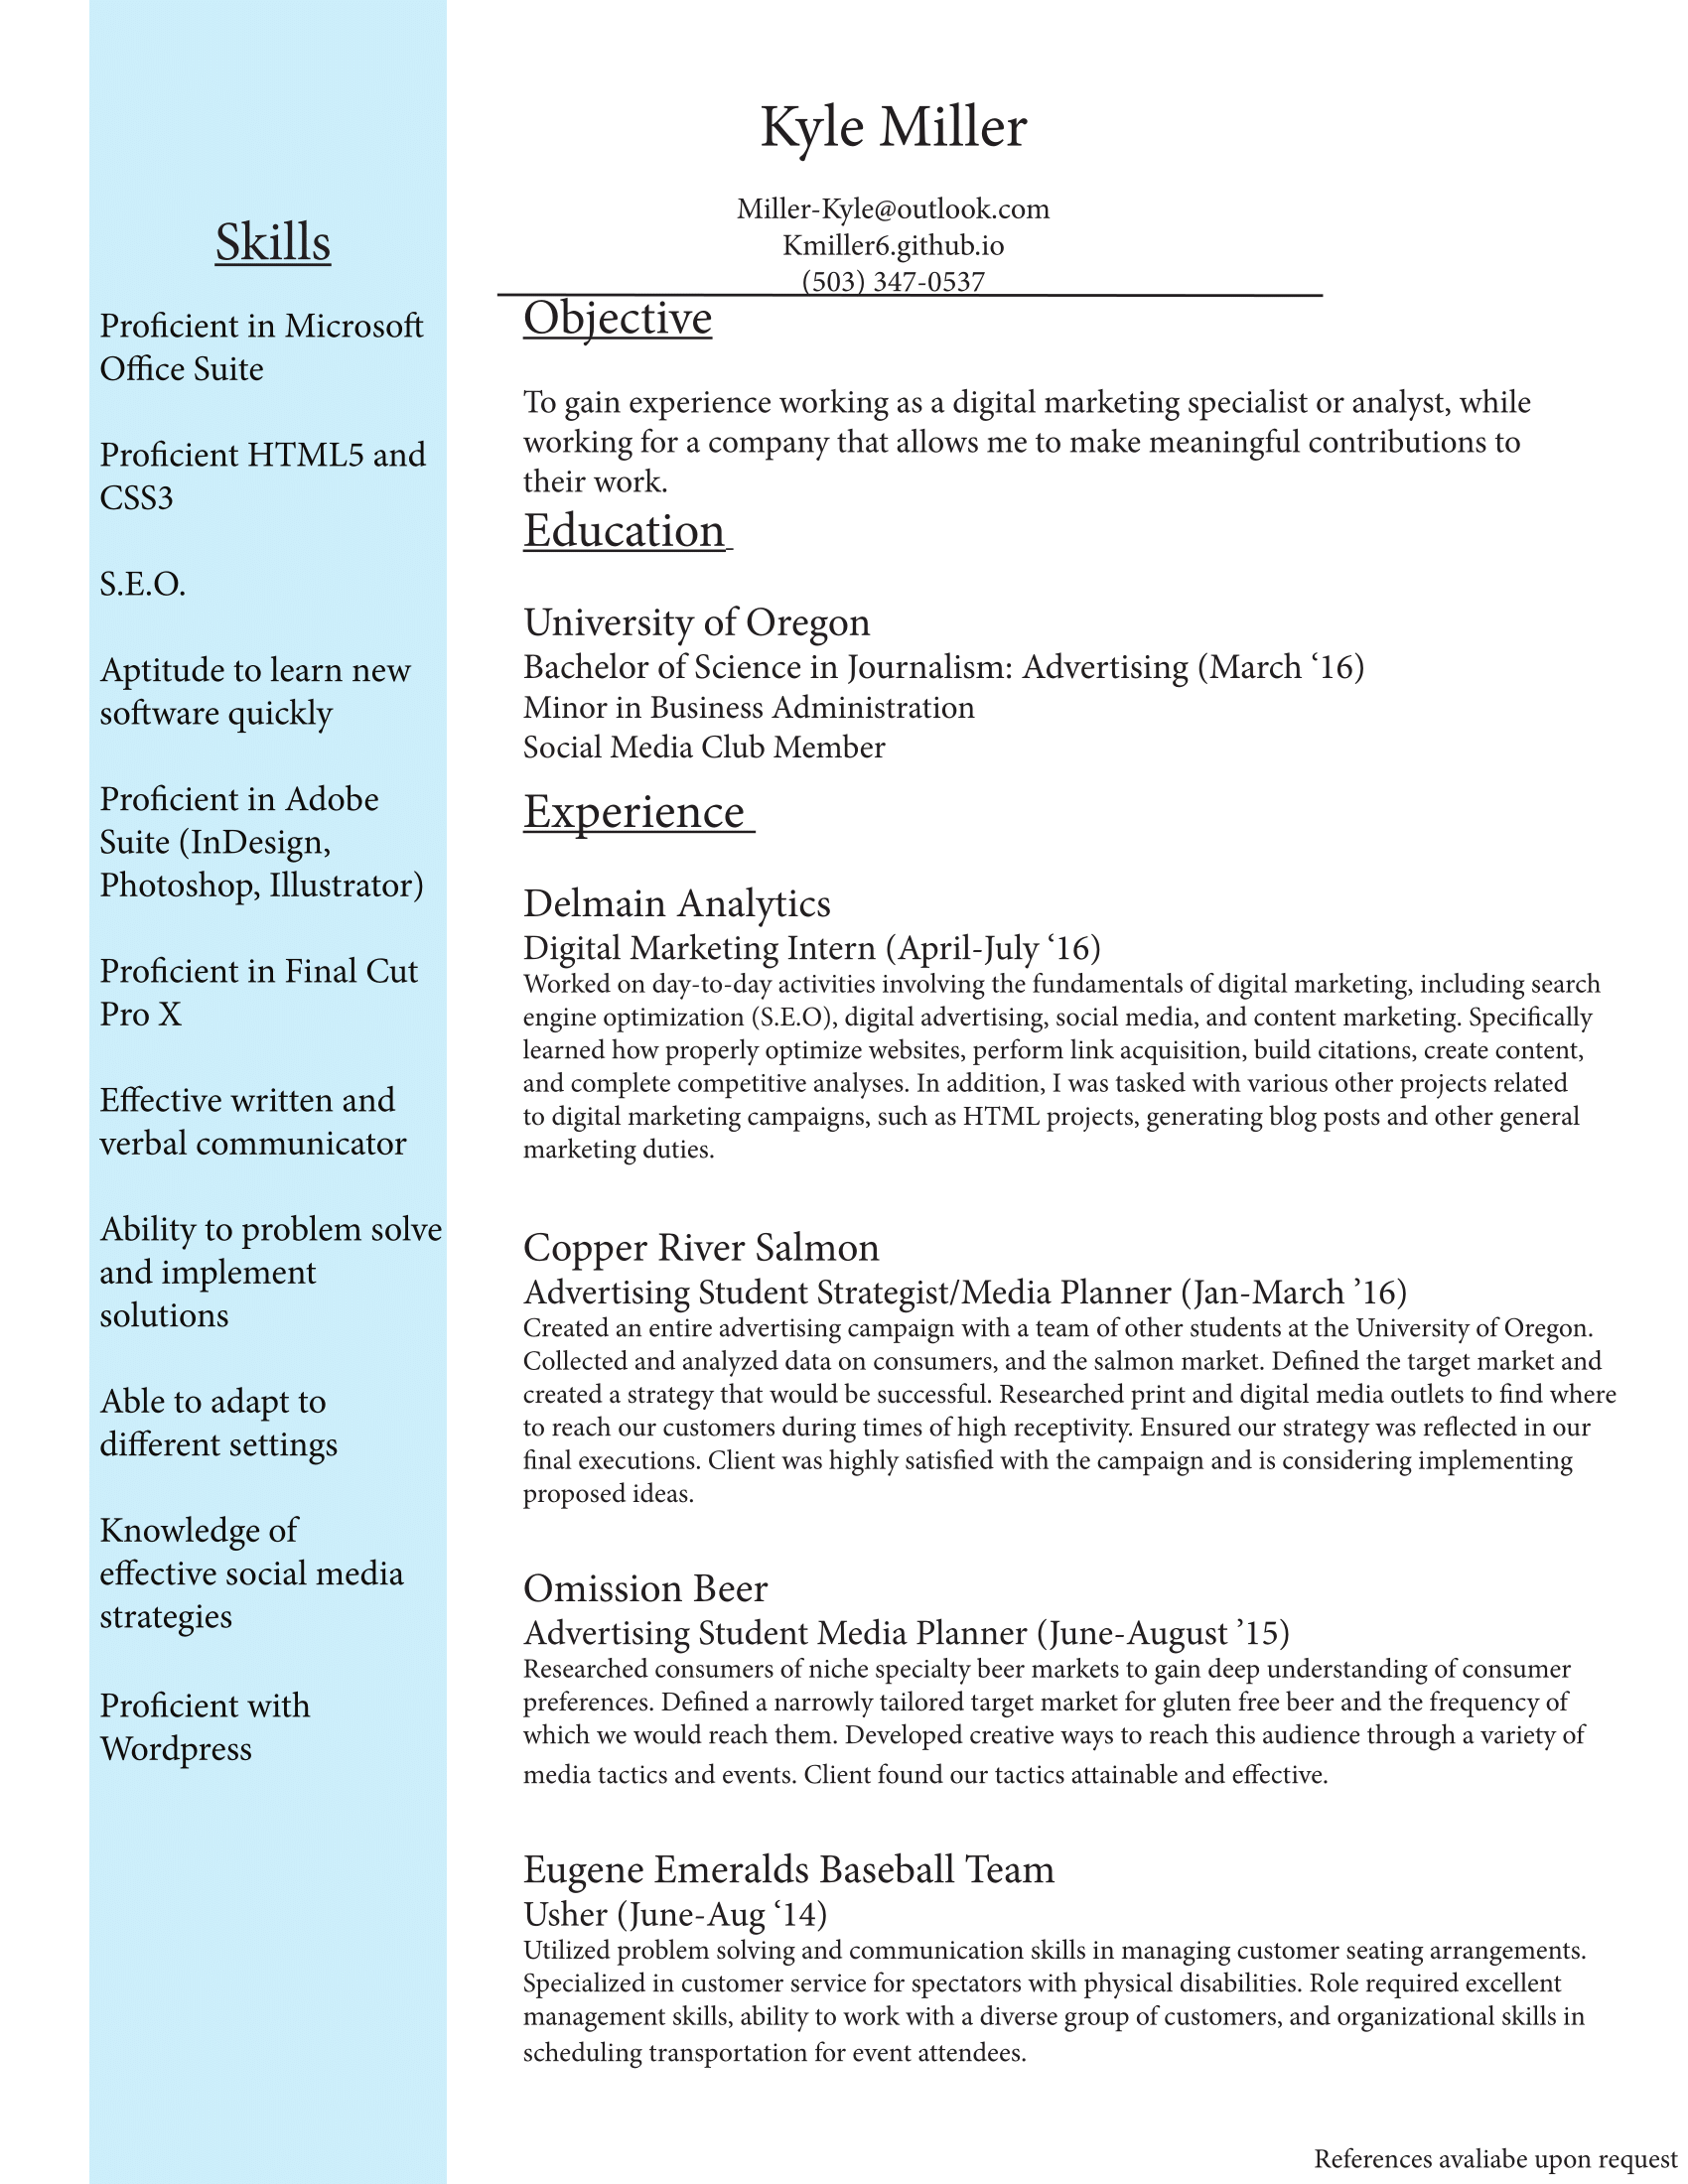 Kyle Miller
Miller-Kyle@outlook.com
Kmiller6.github.io
(503) 347-0537
Skills
Proficient in Microsoft
Office Suite
Proficient HTML5 and
CSS3
S.E.O.
Aptitude to learn new
software quickly
Proficient in Adobe
Suite (InDesign,
Photoshop, Illustrator)
Proficient in Final Cut
Pro X
Effective written and
verbal communicator
Ability to problem solve
and implement
solutions
Able to adapt to
different settings
Knowledge of
effective social media
strategies
Proficient with
Wordpress
Objective
To gain experience working as a digital marketing specialist or analyst, while
working for a company that allows me to make meaningful contributions to
their work.
Education
University of Oregon
Bachelor of Science in Journalism: Advertising (March ‘16)
Minor in Business Administration
Social Media Club Member
Experience
Delmain Analytics
Digital Marketing Intern (April-July ‘16)
Worked on day-to-day activities involving the fundamentals of digital marketing, including search
engine optimization (S.E.O), digital advertising, social media, and content marketing. Specifically
learned how properly optimize websites, perform link acquisition, build citations, create content,
and complete competitive analyses. In addition, I was tasked with various other projects related
to digital marketing campaigns, such as HTML projects, generating blog posts and other general
marketing duties.
Copper River Salmon
Advertising Student Strategist/Media Planner (Jan-March ’16)
Created an entire advertising campaign with a team of other students at the University of Oregon.
Collected and analyzed data on consumers, and the salmon market. Defined the target market and
created a strategy that would be successful. Researched print and digital media outlets to find where
to reach our customers during times of high receptivity. Ensured our strategy was reflected in our
final executions. Client was highly satisfied with the campaign and is considering implementing
proposed ideas.
Omission Beer
Advertising Student Media Planner (June-August ’15)
Researched consumers of niche specialty beer markets to gain deep understanding of consumer
preferences. Defined a narrowly tailored target market for gluten free beer and the frequency of
which we would reach them. Developed creative ways to reach this audience through a variety of
media tactics and events. Client found our tactics attainable and effective.
Eugene Emeralds Baseball Team
Usher (June-Aug ‘14)
Utilized problem solving and communication skills in managing customer seating arrangements.
Specialized in customer service for spectators with physical disabilities. Role required excellent
management skills, ability to work with a diverse group of customers, and organizational skills in
scheduling transportation for event attendees.
References avaliabe upon request